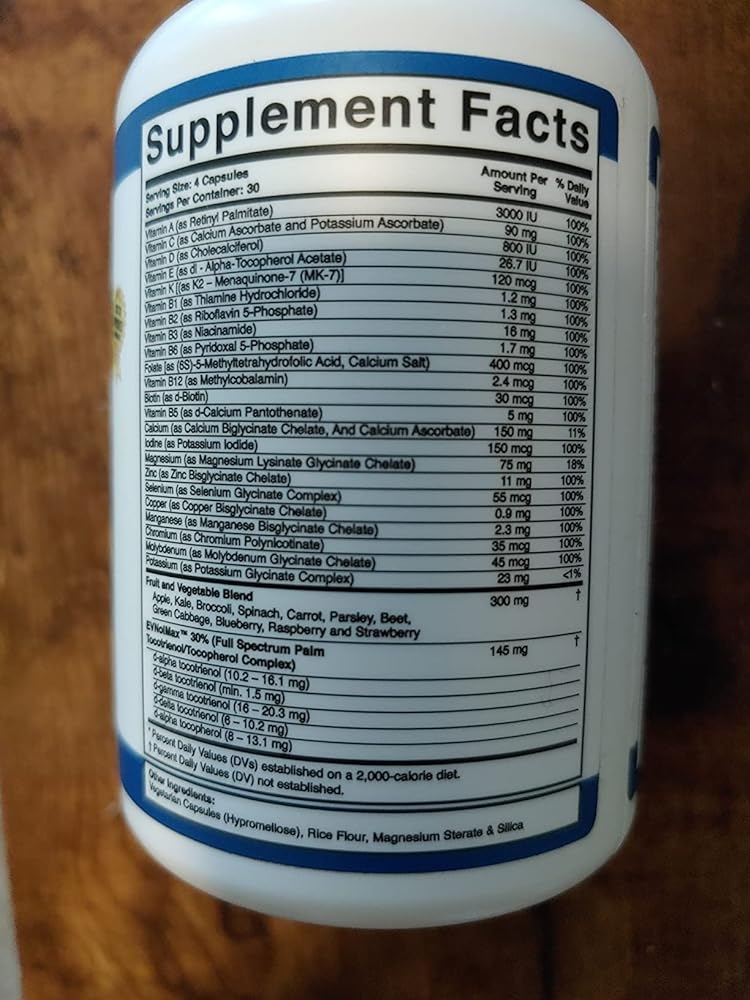 Supplement Facts
Serving Size: 4 Capsules
Servings Per Container: 30
Amount Per Serving % Daily Value
Vitamin A (as Retinyl Palmitate) 3000 IU 100%
Vitamin C (as Calcium Ascorbate and Potassium Ascorbate) 90 mg 100%
Vitamin D (as Cholecalciferol) 800 IU 100%
Vitamin E (as dl - Alpha-Tocopherol Acetate) 26.7 IU 100%
Vitamin K [(as K2 – Menaquinone-7 (MK-7)] 120 mcg 100%
Vitamin B1 (as Thiamine Hydrochloride) 1.2 mg 100%
Vitamin B2 (as Riboflavin 5-Phosphate) 1.3 mg 100%
Vitamin B3 (as Niacinamide) 16 mg 100%
Vitamin B6 (as Pyridoxal 5-Phosphate) 1.7 mg 100%
Folate [as (6S)-5-Methyltetrahydrofolic Acid, Calcium Salt) 400 mcg 100%
Vitamin B12 (as Methylcobalamin) 2.4 mcg 100%
Biotin (as d-Biotin) 30 mcg 100%
Vitamin B5 (as d-Calcium Pantothenate) 5 mg 100%
Calcium (as Calcium Biglycinate Chelate, And Calcium Ascorbate) 150 mg 11%
Iodine (as Potassium Iodide) 150 mcg 100%
Magnesium (as Magnesium Lysinate Glycinate Chelate) 75 mg 18%
Zinc (as Zinc Bisglycinate Chelate) 11 mg 100%
Selenium (as Selenium Glycinate Complex) 55 mcg 100%
Copper (as Copper Bisglycinate Chelate) 0.9 mg 100%
Manganese (as Manganese Bisglycinate Chelate) 2.3 mg 100%
Chromium (as Chromium Polynicotinate) 35 mcg 100%
Molybdenum (as Molybdenum Glycinate Chelate) 45 mcg 100%
Potassium (as Potassium Glycinate Complex) 23 mg <1%
Fruit and Vegetable Blend 300 mg †
Apple, Kale, Broccoli, Spinach, Carrot, Parsley, Beet,
Green Cabbage, Blueberry, Raspberry and Strawberry
EVNolMax™ 30% (Full Spectrum Palm
Tocotrienol/Tocopherol Complex) 145 mg †
d-alpha tocotrienol (10.2 – 16.1 mg)
d-beta tocotrienol (min. 1.5 mg)
d-gamma tocotrienol (16 – 20.3 mg)
d-delta tocotrienol (6 – 10.2 mg)
d-alpha tocopherol (8 – 13.1 mg)
* Percent Daily Values (DVs) established on a 2,000-calorie diet.
† Percent Daily Values (DV) not established.
Other Ingredients:
Vegetarian Capsules (Hypromellose), Rice Flour, Magnesium Sterate & Silica